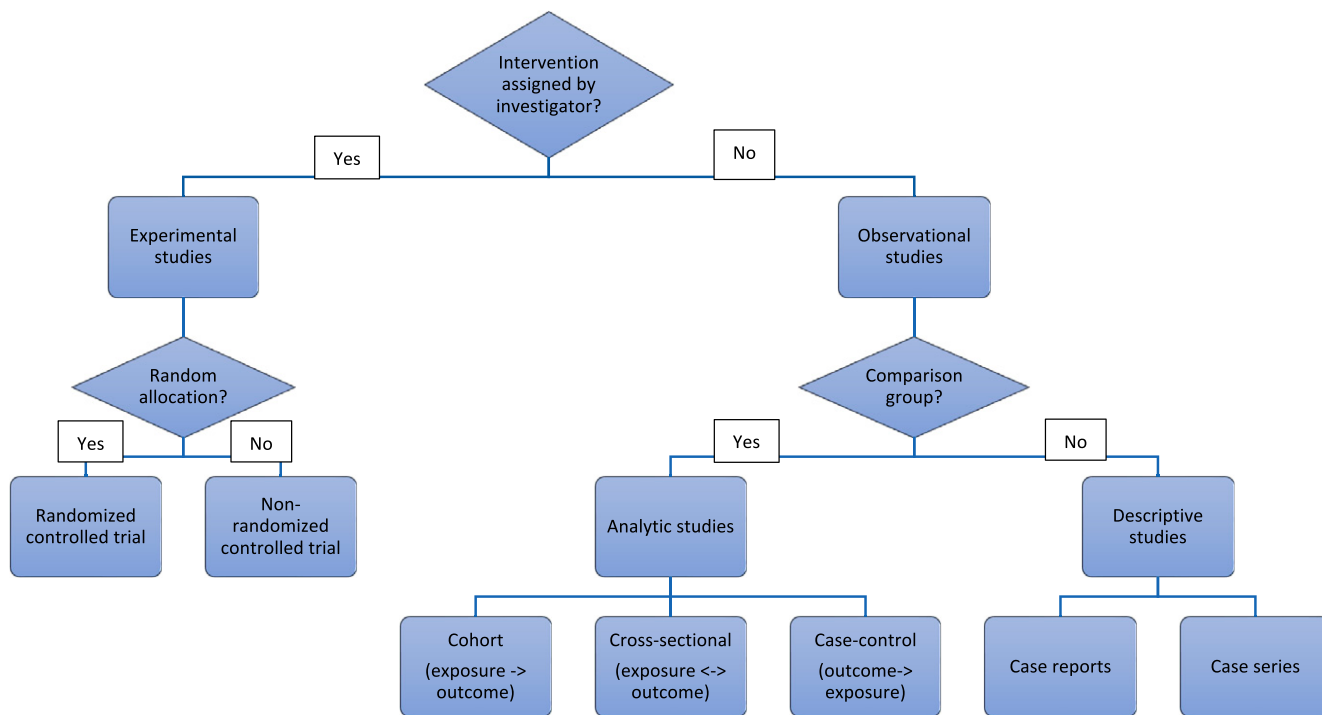 Intervention
assigned by
investigator?
Yes
No
Experimental
studies
Observational
studies
Random
allocation?
Comparison
group?
Yes
No
Yes
No
Randomized
controlled trial
Non-
randomized
controlled trial
Analytic studies
Descriptive
studies
Cohort
(exposure ->
outcome)
Cross-sectional
(exposure <->
outcome)
Case-control
(outcome->
exposure)
Case reports
Case series